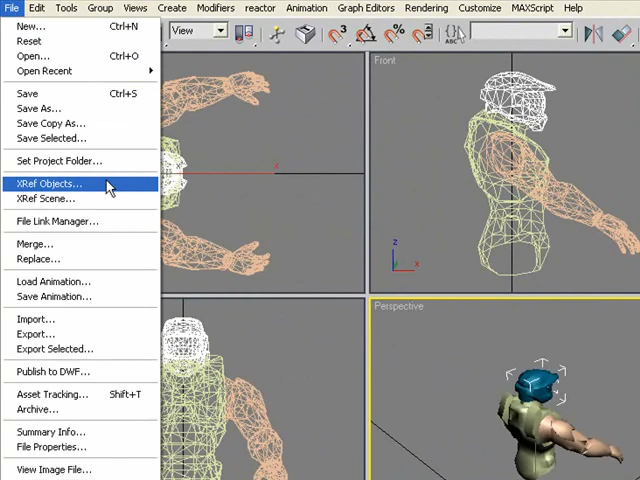 File Edit Tools Group Views Create Modifiers reactor Animation Graph Editors Rendering Customize MAXScript Help
New... Ctrl+N
Reset
Open... Ctrl+O
Open Recent
Save Ctrl+S
Save As...
Save Copy As...
Save Selected...
Set Project Folder...
XRef Objects...
XRef Scene...
File Link Manager...
Merge...
Replace...
Load Animation...
Save Animation...
Import...
Export...
Export Selected...
Publish to DWF...
Asset Tracking... Shift+T
Archive...
Summary Info...
File Properties...
View Image File...
View
3
%
ABC
x
Front
z
x
Perspective